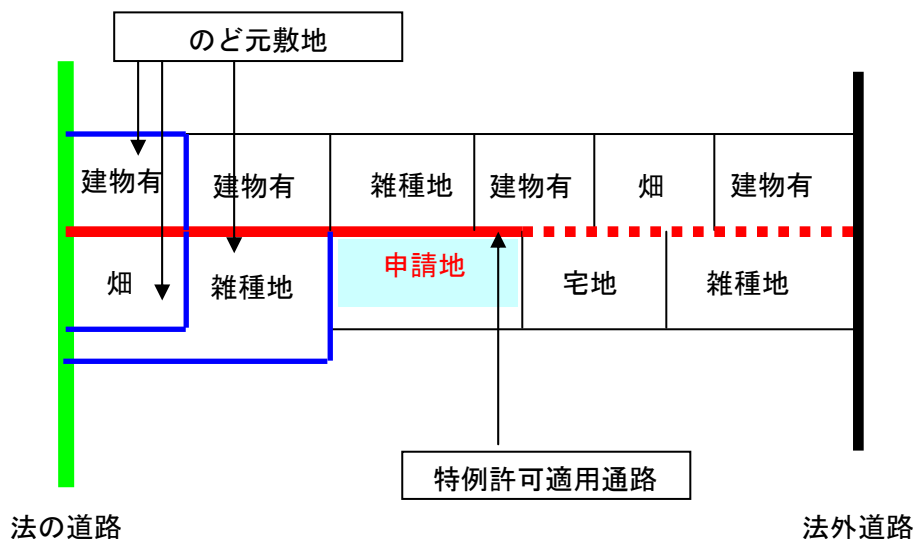 のど元敷地
建物有
建物有
雑種地
建物有
畑
建物有
畑
雑種地
申請地
宅地
雑種地
特例許可適用通路
法の道路
法外道路